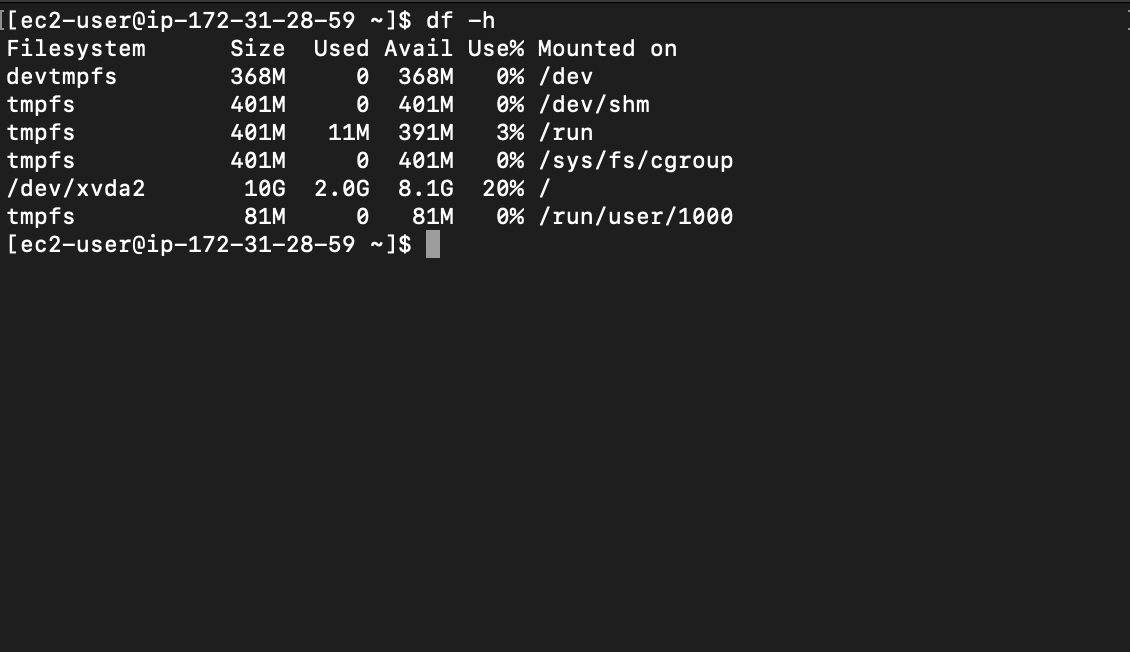 [[ec2-user@ip-172-31-28-59 ~]$ df -h
Filesystem      Size  Used Avail Use% Mounted on
devtmpfs        368M     0  368M   0% /dev
tmpfs           401M     0  401M   0% /dev/shm
tmpfs           401M   11M  391M   3% /run
tmpfs           401M     0  401M   0% /sys/fs/cgroup
/dev/xvda2       10G  2.0G  8.1G  20% /
tmpfs            81M     0   81M   0% /run/user/1000
[ec2-user@ip-172-31-28-59 ~]$